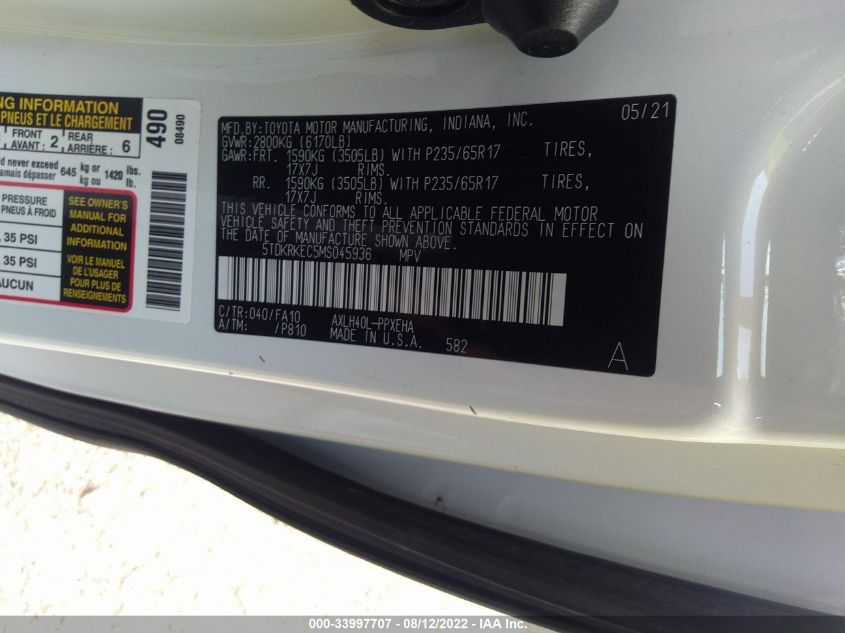 NG INFORMATION
PNEUS ET LE CHARGEMENT
FRONT
AVANT : 2
REAR
ARRIÈRE : 6
ld never exceed
jamais dépasser 645 kg or kg ou 1420 lbs. lb.
PRESSURE
PNEUS À FROID
35 PSI
35 PSI
AUCUN
SEE OWNER'S
MANUAL FOR
ADDITIONAL
INFORMATION
VOIR LE MANUEL
DE L'USAGER
POUR PLUS DE
RENSEIGNEMENTS
490
08490
MFD.BY:TOYOTA MOTOR MANUFACTURING, INDIANA, INC. 05/21
GVWR:2800KG (6170LB)
GAWR:FRT. 1590KG (3505LB) WITH P235/65R17 TIRES,
17X7J RIMS.
RR. 1590KG (3505LB) WITH P235/65R17 TIRES,
17X7J RIMS.
THIS VEHICLE CONFORMS TO ALL APPLICABLE FEDERAL MOTOR
VEHICLE SAFETY AND THEFT PREVENTION STANDARDS IN EFFECT ON
THE DATE OF MANUFACTURE SHOWN ABOVE.
5TDKRKEC5MS045936 MPV
C/TR:040/FA10 AXLH40L-PPXEHA
A/TM: /P810 MADE IN U.S.A. 582 A
000-33997707 - 08/12/2022 - IAA Inc.